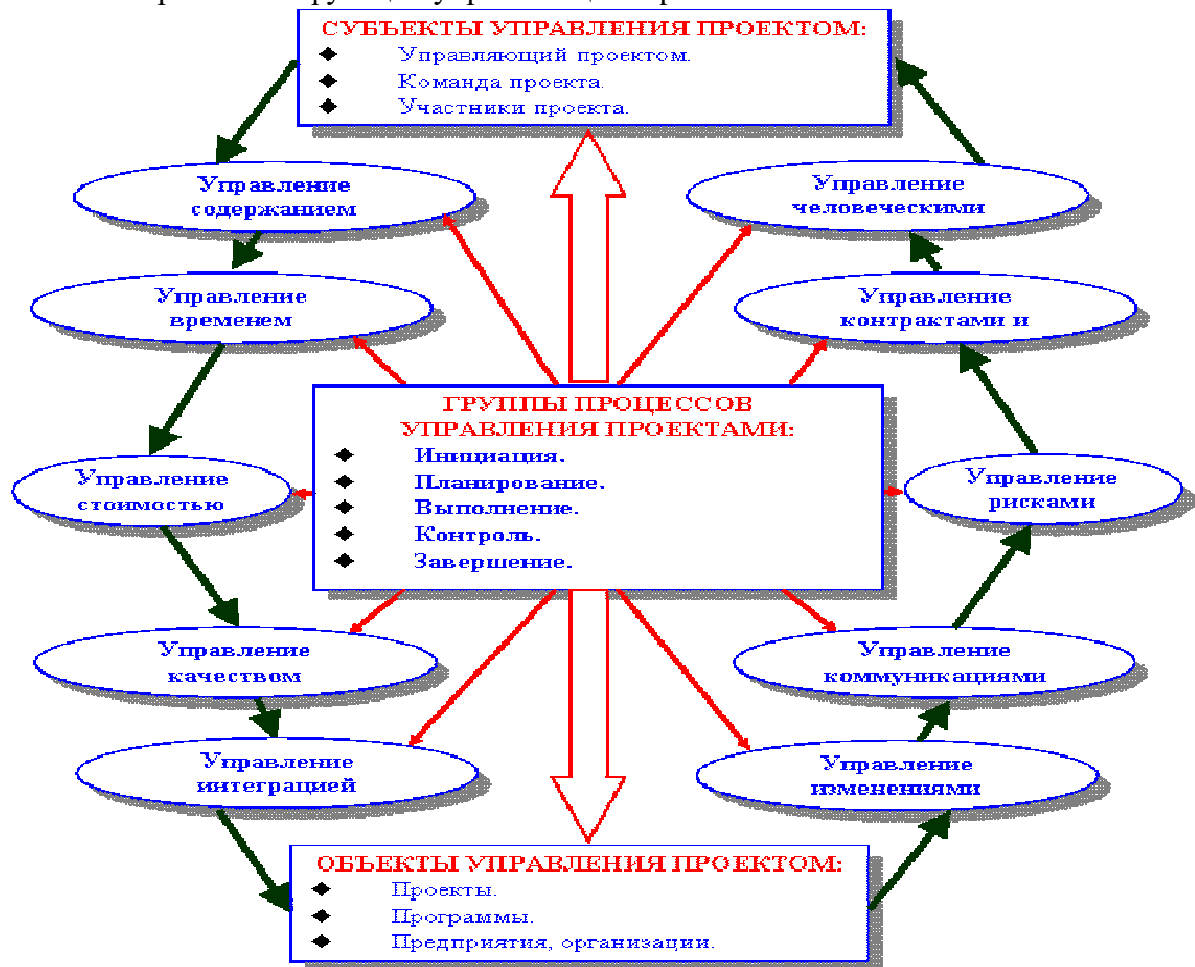 СУБЪЕКТЫ УПРАВЛЕНИЯ ПРОЕКТОМ:
Управляющий проектом.
Команда проекта.
Участники проекта.
Управление
содержанием
Управление
человеческими
Управление
временем
Управление
контрактами и
ГРУППЫ ПРОЦЕССОВ
УПРАВЛЕНИЯ ПРОЕКТАМИ:
Инициация.
Планирование.
Выполнение.
Контроль.
Завершение.
Управление
стоимостью
Управление
рисками
Управление
качеством
Управление
коммуникациями
Управление
интеграцией
Управление
изменениями
ОБЪЕКТЫ УПРАВЛЕНИЯ ПРОЕКТОМ:
Проекты.
Программы.
Предприятия, организации.